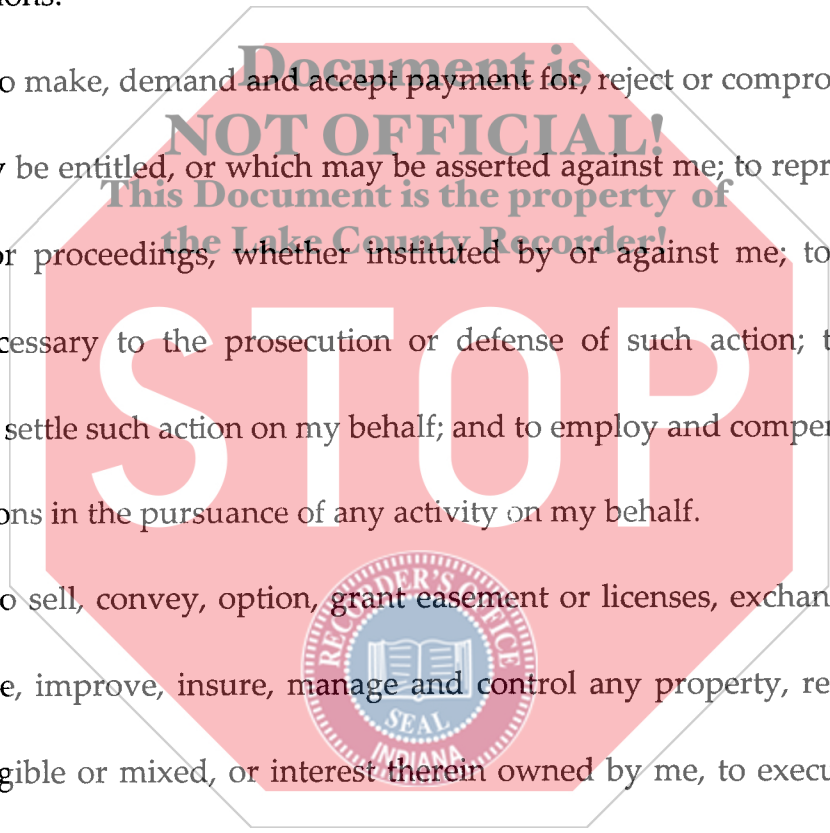 ons.
Document is
o make, demand and accept payment for, reject or compro
NOT OFFICIAL!
y be entitled, or which may be asserted against me; to repr
This Document is the property of
the Lake County Recorder!
or proceedings, whether instituted by or against me; to
cessary to the prosecution or defense of such action; t
STOP
settle such action on my behalf; and to employ and compen
ons in the pursuance of any activity on my behalf.
RECORDER'S OFFICE
o sell, convey, option, grant easement or licenses, exchan
e, improve, insure, manage and control any property, re
SEAL
INDIANA
gible or mixed, or interest therein owned by me, to execu